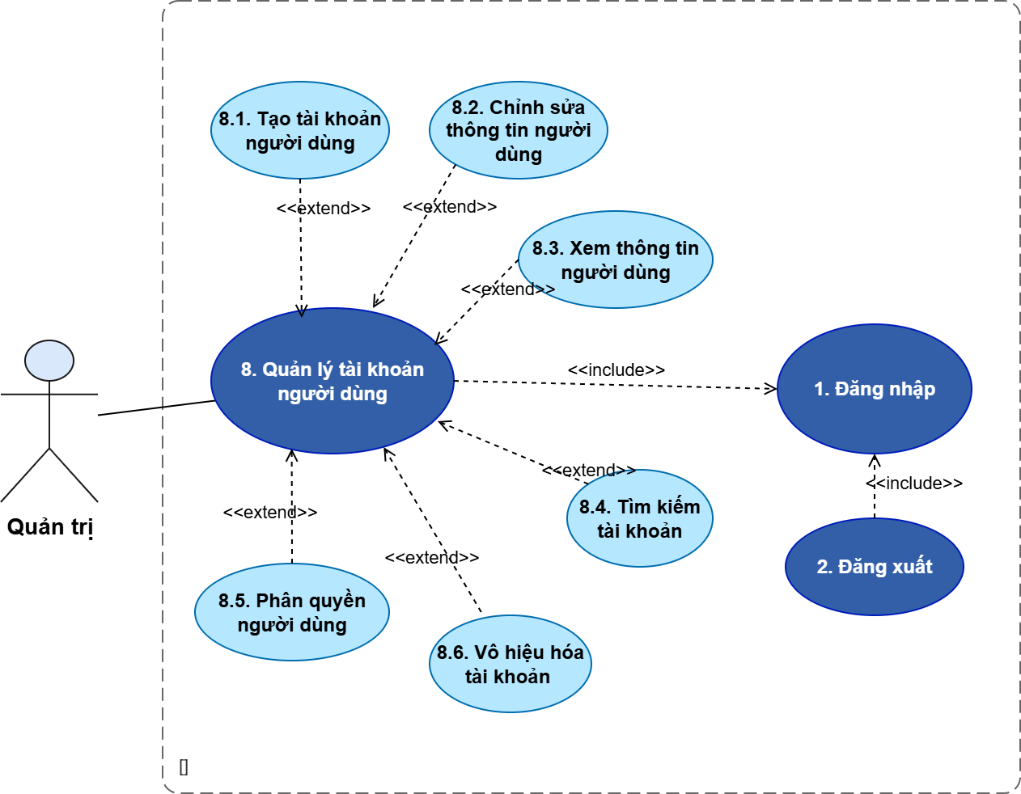 8.1. Tạo tài khoản
người dùng
8.2. Chỉnh sửa
thông tin người
dùng
<<extend>>
<<extend>>
8.3. Xem thông tin
người dùng
<<extend>>
8. Quản lý tài khoản
người dùng
<<include>>
1. Đăng nhập
<<extend>>
<<include>>
8.4. Tìm kiếm
tài khoản
Quản trị
<<extend>>
<<extend>>
2. Đăng xuất
8.5. Phân quyền
người dùng
8.6. Vô hiệu hóa
tài khoản
[]